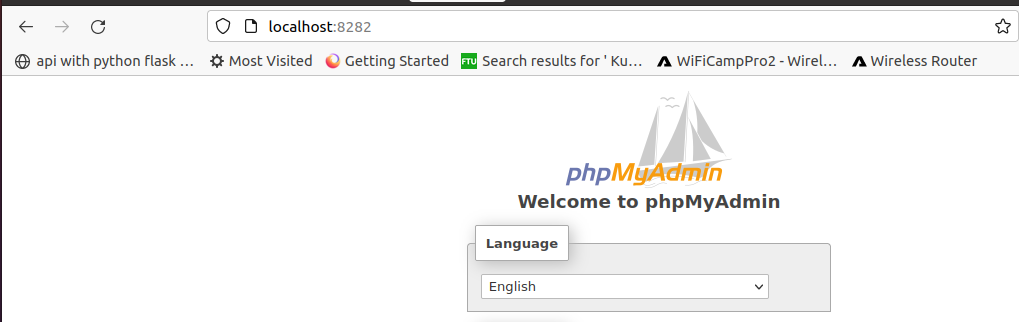 localhost:8282
api with python flask ... Most Visited Getting Started FTU Search results for ' Ku... WiFiCampPro2 - Wirel... Wireless Router
phpMyAdmin
Welcome to phpMyAdmin
Language
English